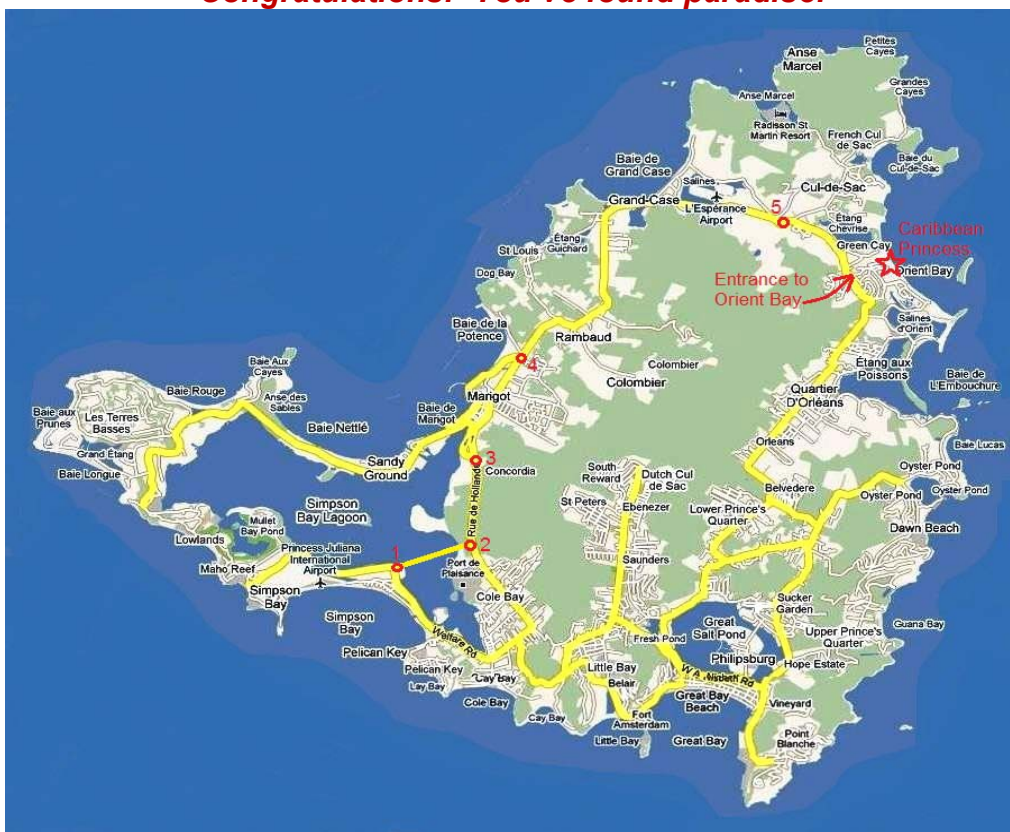 Congratulations! You've found paradise!
Anse
Marcel
Petites
Cayes
Grandes
Cayes
Anse Marcel
Radisson St
Martin Resort
French Cul
de Sac
Baie du
Cul-de-Sac
Baie de
Grand Case
Salines
Cul-de-Sac
Grand-Case
L'Espérance
Airport
5
Étang
Chevrise
Caribbean
Princess
Green Cay
Orient Bay
Entrance to
Orient Bay
Étang
Guichard
St Louis
Dog Bay
Salines
d'Orient
Baie de la
Potence
Rambaud
4
Colombier
Colombier
Étang aux
Poissons
Baie de
L'Embouchure
Baie Aux
Cayes
Baie Rouge
Anse des
Sables
Marigot
Quartier
D'Orléans
Baie aux
Prunes
Les Terres
Basses
Baie de
Marigot
Baie Nettlé
Orleans
Baie Lucas
Grand Étang
Baie Longue
Sandy
Ground
3
Concordia
Rue de Hollande
South
Reward
Dutch Cul
de Sac
Belvedere
Oyster Pond
Oyster Pond
Oyster Pond
St Peters
Ebenezer
Simpson
Bay Lagoon
Lower Prince's
Quarter
Dawn Beach
Mullet
Bay Pond
Lowlands
Princess Juliana
International
Airport
1
2
Saunders
Maho Reef
Port de
Plaisance
Simpson
Bay
Cole Bay
Sucker
Garden
Simpson
Bay
Welfare Rd
Great
Salt Pond
Guana Bay
Upper Prince's
Quarter
Fresh Pond
Pelican Key
Pelican Key
Little Bay
Philipsburg
Hope Estate
Lay Bay
Cay Bay
Belair
Great Bay
Beach
Cole Bay
Cay Bay
Fort
Amsterdam
Vineyard
Little Bay
Great Bay
Point
Blanche